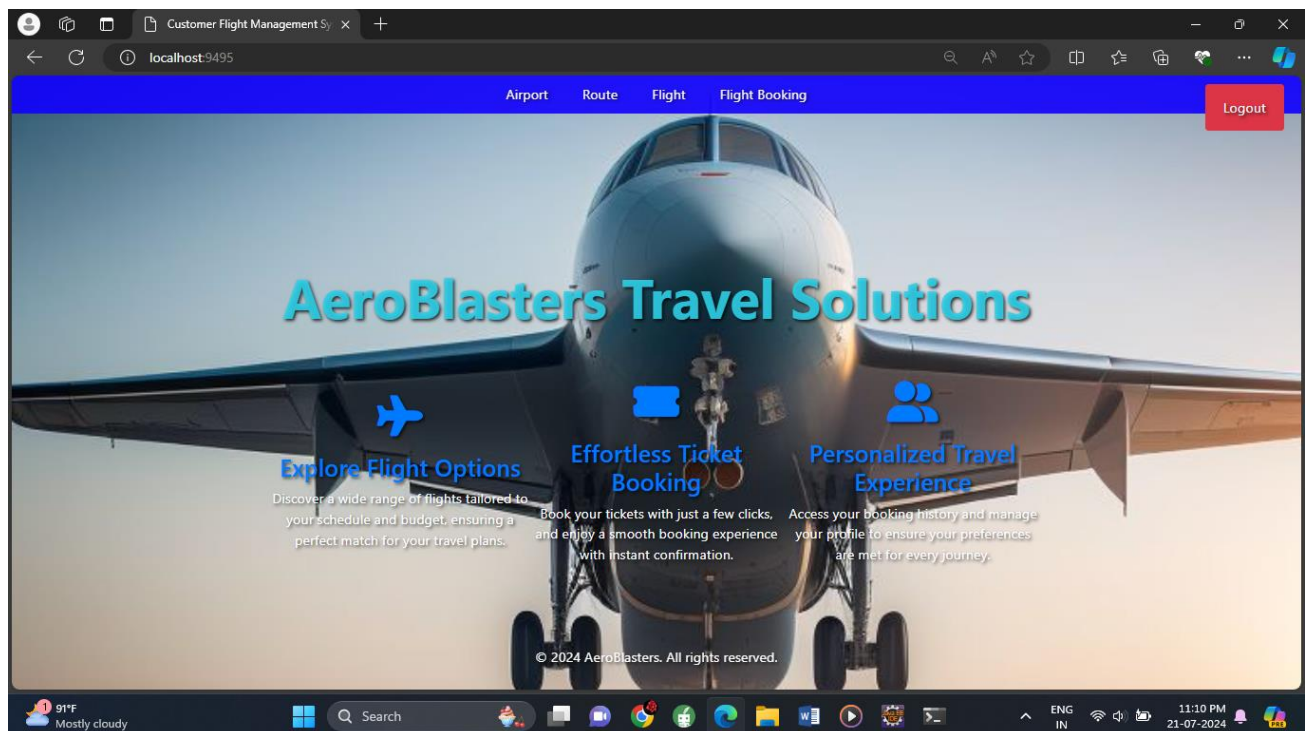 Customer Flight Management Sy
localhost:9495
Airport Route Flight Flight Booking
Logout
AeroBlasters Travel Solutions
Explore Flight Options
Discover a wide range of flights tailored to
your schedule and budget, ensuring a
perfect match for your travel plans.
Effortless Ticket
Booking
Book your tickets with just a few clicks,
and enjoy a smooth booking experience
with instant confirmation.
Personalized Travel
Experience
Access your booking history and manage
your profile to ensure your preferences
are met for every journey.
© 2024 AeroBlasters. All rights reserved.
1
91°F
Mostly cloudy
Search
ENG
IN
11:10 PM
21-07-2024
PRE